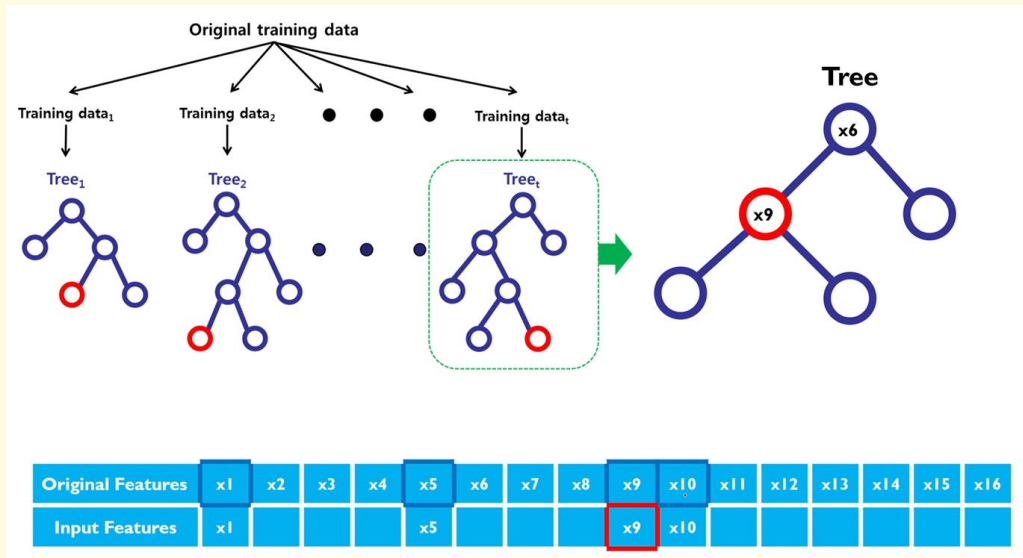 Original training data
Training data1
Training data2
Training datat
Tree1
Tree2
Treet
Tree
x6
x9
Original Features x1 x2 x3 x4 x5 x6 x7 x8 x9 x10 x11 x12 x13 x14 x15 x16
Input Features x1 x5 x9 x10